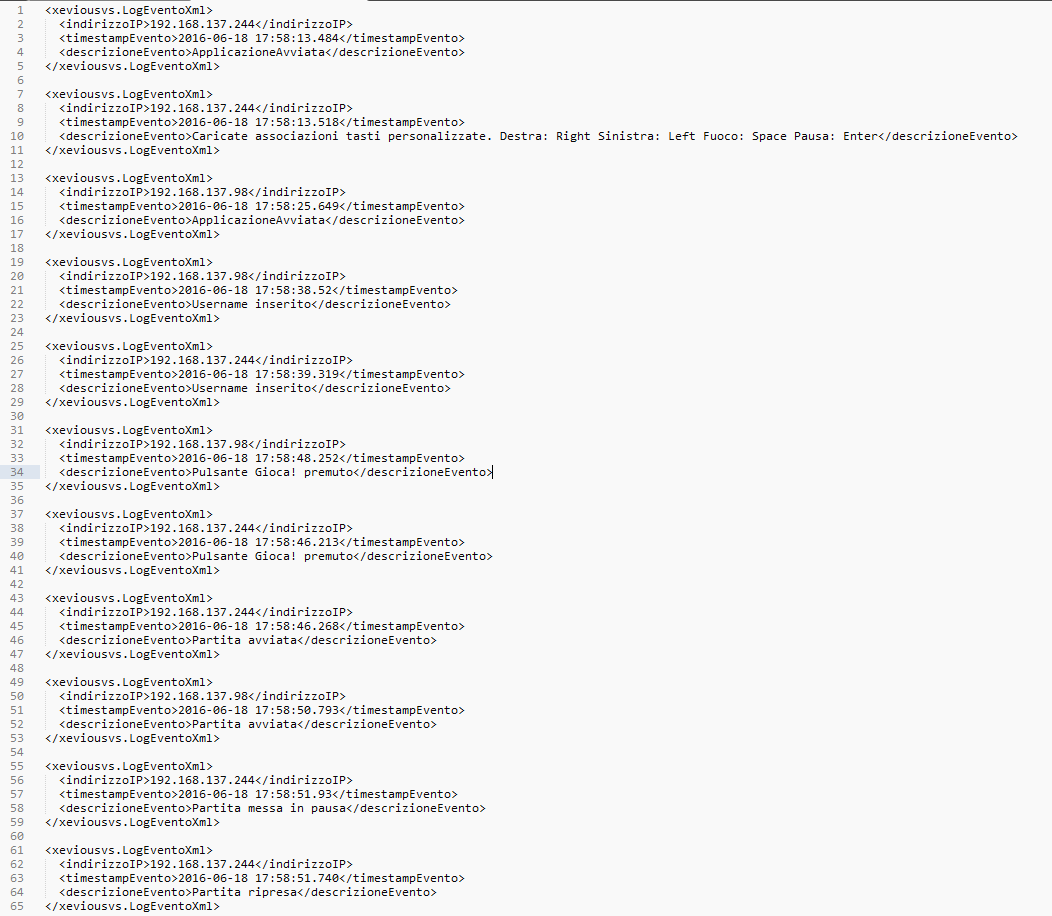 1 <xeviousvs.LogEventoXml>
2 <indirizzoIP>192.168.137.244</indirizzoIP>
3 <timestampEvento>2016-06-18 17:58:13.484</timestampEvento>
4 <descrizioneEvento>ApplicazioneAvviata</descrizioneEvento>
5 </xeviousvs.LogEventoXml>
6
7 <xeviousvs.LogEventoXml>
8 <indirizzoIP>192.168.137.244</indirizzoIP>
9 <timestampEvento>2016-06-18 17:58:13.518</timestampEvento>
10 <descrizioneEvento>Caricate associazioni tasti personalizzate. Destra: Right Sinistra: Left Fuoco: Space Pausa: Enter</descrizioneEvento>
11 </xeviousvs.LogEventoXml>
12
13 <xeviousvs.LogEventoXml>
14 <indirizzoIP>192.168.137.98</indirizzoIP>
15 <timestampEvento>2016-06-18 17:58:25.649</timestampEvento>
16 <descrizioneEvento>ApplicazioneAvviata</descrizioneEvento>
17 </xeviousvs.LogEventoXml>
18
19 <xeviousvs.LogEventoXml>
20 <indirizzoIP>192.168.137.98</indirizzoIP>
21 <timestampEvento>2016-06-18 17:58:38.52</timestampEvento>
22 <descrizioneEvento>Username inserito</descrizioneEvento>
23 </xeviousvs.LogEventoXml>
24
25 <xeviousvs.LogEventoXml>
26 <indirizzoIP>192.168.137.244</indirizzoIP>
27 <timestampEvento>2016-06-18 17:58:39.319</timestampEvento>
28 <descrizioneEvento>Username inserito</descrizioneEvento>
29 </xeviousvs.LogEventoXml>
30
31 <xeviousvs.LogEventoXml>
32 <indirizzoIP>192.168.137.98</indirizzoIP>
33 <timestampEvento>2016-06-18 17:58:48.252</timestampEvento>
34 <descrizioneEvento>Pulsante Gioca! premuto</descrizioneEvento>
35 </xeviousvs.LogEventoXml>
36
37 <xeviousvs.LogEventoXml>
38 <indirizzoIP>192.168.137.244</indirizzoIP>
39 <timestampEvento>2016-06-18 17:58:46.213</timestampEvento>
40 <descrizioneEvento>Pulsante Gioca! premuto</descrizioneEvento>
41 </xeviousvs.LogEventoXml>
42
43 <xeviousvs.LogEventoXml>
44 <indirizzoIP>192.168.137.244</indirizzoIP>
45 <timestampEvento>2016-06-18 17:58:46.268</timestampEvento>
46 <descrizioneEvento>Partita avviata</descrizioneEvento>
47 </xeviousvs.LogEventoXml>
48
49 <xeviousvs.LogEventoXml>
50 <indirizzoIP>192.168.137.98</indirizzoIP>
51 <timestampEvento>2016-06-18 17:58:50.793</timestampEvento>
52 <descrizioneEvento>Partita avviata</descrizioneEvento>
53 </xeviousvs.LogEventoXml>
54
55 <xeviousvs.LogEventoXml>
56 <indirizzoIP>192.168.137.244</indirizzoIP>
57 <timestampEvento>2016-06-18 17:58:51.93</timestampEvento>
58 <descrizioneEvento>Partita messa in pausa</descrizioneEvento>
59 </xeviousvs.LogEventoXml>
60
61 <xeviousvs.LogEventoXml>
62 <indirizzoIP>192.168.137.244</indirizzoIP>
63 <timestampEvento>2016-06-18 17:58:51.740</timestampEvento>
64 <descrizioneEvento>Partita ripresa</descrizioneEvento>
65 </xeviousvs.LogEventoXml>